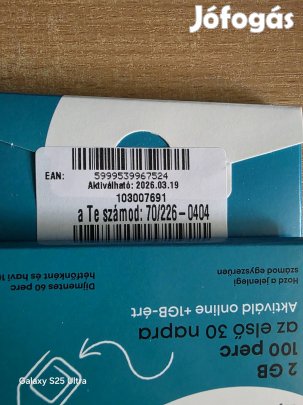 Jófogás
EAN: 5999539967524
Aktiválható: 2026.03.19
103007691
a Te számod: 70/226-0404
2 GB
100 perc
az első 30 napra
Aktiváld online +1GB-ért
Hozd a jelenlegi
számod egyszerűen
Díjmentes 60 perc
hétfőnként és havi
Galaxy S25 Ultra